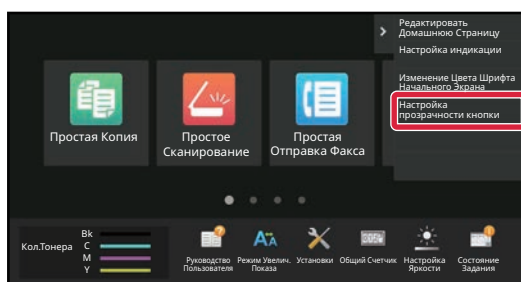 Редактировать
Домашнюю Страницу
Настройка индикации
Изменение Цвета Шрифта
Начального Экрана
Настройка
прозрачности кнопки
Простая Копия
Простое
Сканирование
Простая
Отправка Факса
Кол.Тонера
Bk
C
M
Y
Руководство
Пользователя
Режим Увелич.
Показа
Установки
Общий Счетчик
Настройка
Яркости
Состояние
Задания